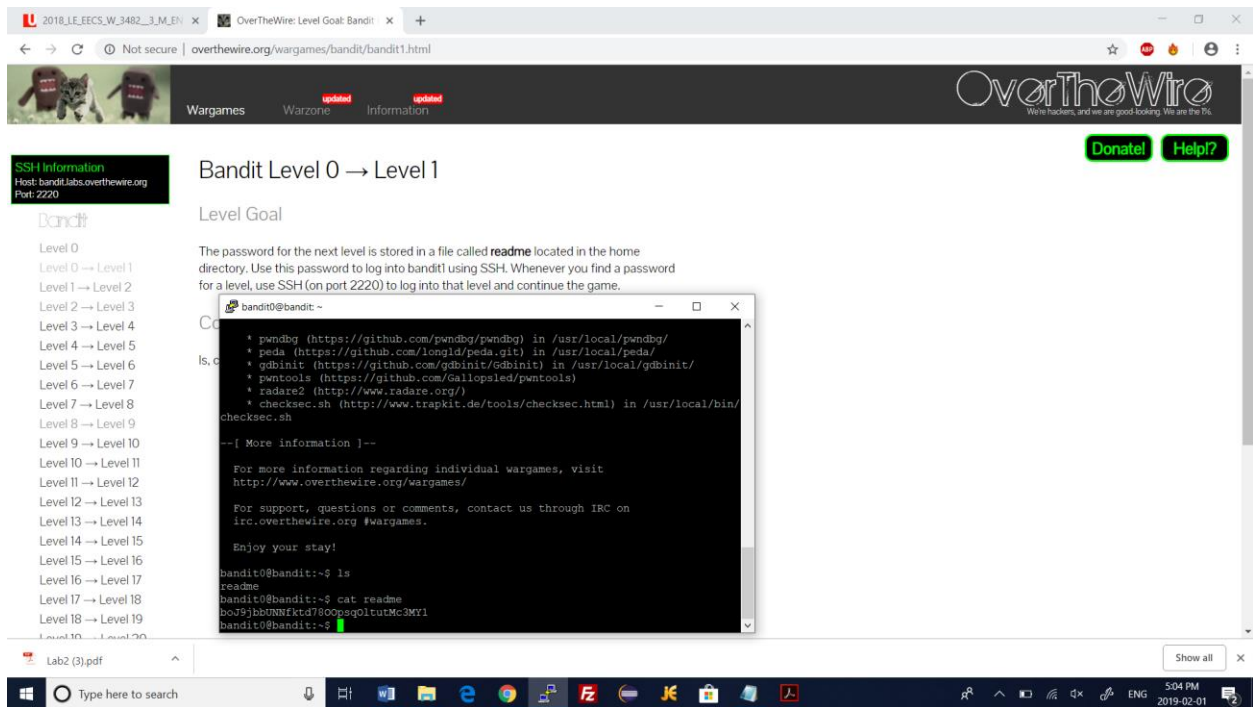 2018_LE_EECS_W_3482__3_M_EN
OverTheWire: Level Goal: Bandit
Not secure | overthewire.org/wargames/bandit/bandit1.html
ABP
Wargames
Warzone
updated
Information
updated
OverTheWire
We're hackers, and we are good-looking. We are the 1%.
Donate!
Help!?
SSH Information
Host: bandit.labs.overthewire.org
Port: 2220
Bandit
Level 0
Level 0 → Level 1
Level 1 → Level 2
Level 2 → Level 3
Level 3 → Level 4
Level 4 → Level 5
Level 5 → Level 6
Level 6 → Level 7
Level 7 → Level 8
Level 8 → Level 9
Level 9 → Level 10
Level 10 → Level 11
Level 11 → Level 12
Level 12 → Level 13
Level 13 → Level 14
Level 14 → Level 15
Level 15 → Level 16
Level 16 → Level 17
Level 17 → Level 18
Level 18 → Level 19
Bandit Level 0 → Level 1
Level Goal
The password for the next level is stored in a file called readme located in the home
directory. Use this password to log into bandit1 using SSH. Whenever you find a password
for a level, use SSH (on port 2220) to log into that level and continue the game.
ls,
bandit0@bandit: ~
* pwndbg (https://github.com/pwndbg/pwndbg) in /usr/local/pwndbg/
* peda (https://github.com/longld/peda.git) in /usr/local/peda/
* gdbinit (https://github.com/gdbinit/Gdbinit) in /usr/local/gdbinit/
* pwntools (https://github.com/Gallopsled/pwntools)
* radare2 (http://www.radare.org/)
* checksec.sh (http://www.trapkit.de/tools/checksec.html) in /usr/local/bin/
checksec.sh
--[ More information ]--
For more information regarding individual wargames, visit
http://www.overthewire.org/wargames/
For support, questions or comments, contact us through IRC on
irc.overthewire.org #wargames.
Enjoy your stay!
bandit0@bandit:~$ ls
readme
bandit0@bandit:~$ cat readme
boJ9jbbUNNfktd78OOpsqOltutMc3MY1
bandit0@bandit:~$
Lab2 (3).pdf
Show all
Type here to search
ENG
5:04 PM
2019-02-01
2